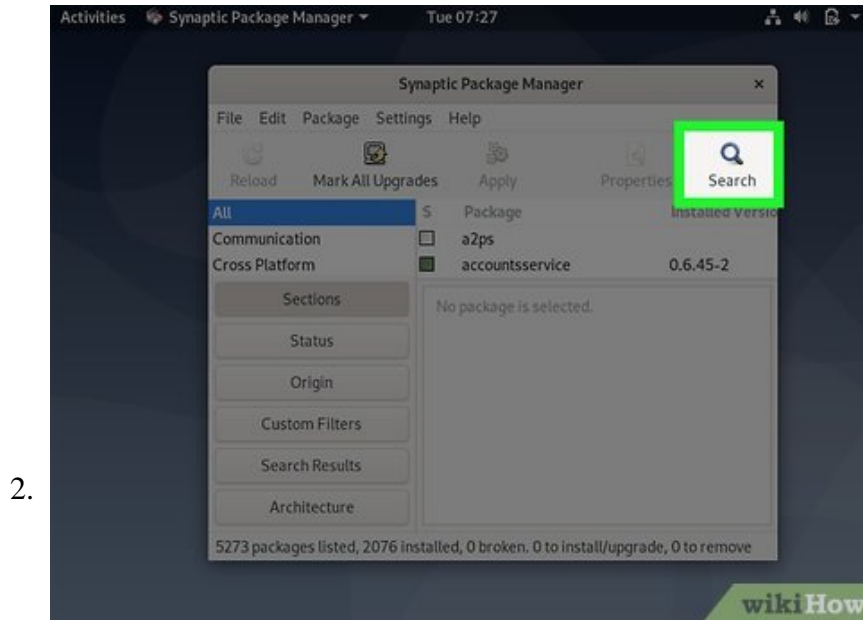 Activities Synaptic Package Manager Tue 07:27
Synaptic Package Manager ×
File Edit Package Settings Help
Reload Mark All Upgrades Apply Properties Search
All S Package Installed Versio
Communication a2ps
Cross Platform accountsservice 0.6.45-2
Sections
No package is selected.
Status
Origin
Custom Filters
Search Results
Architecture
2.
5273 packages listed, 2076 installed, 0 broken. 0 to install/upgrade, 0 to remove
wikiHow